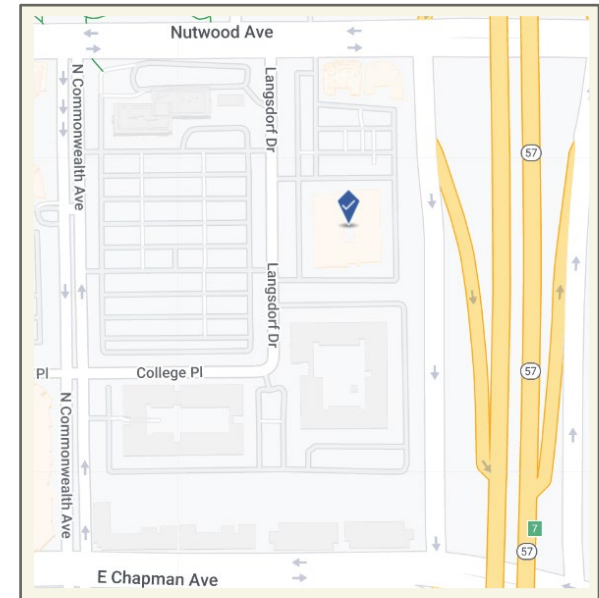 Nutwood Ave
N Commonwealth Ave
Langsdorf Dr
57
Langsdorf Dr
Pl
College Pl
57
N Commonwealth Ave
7
57
E Chapman Ave